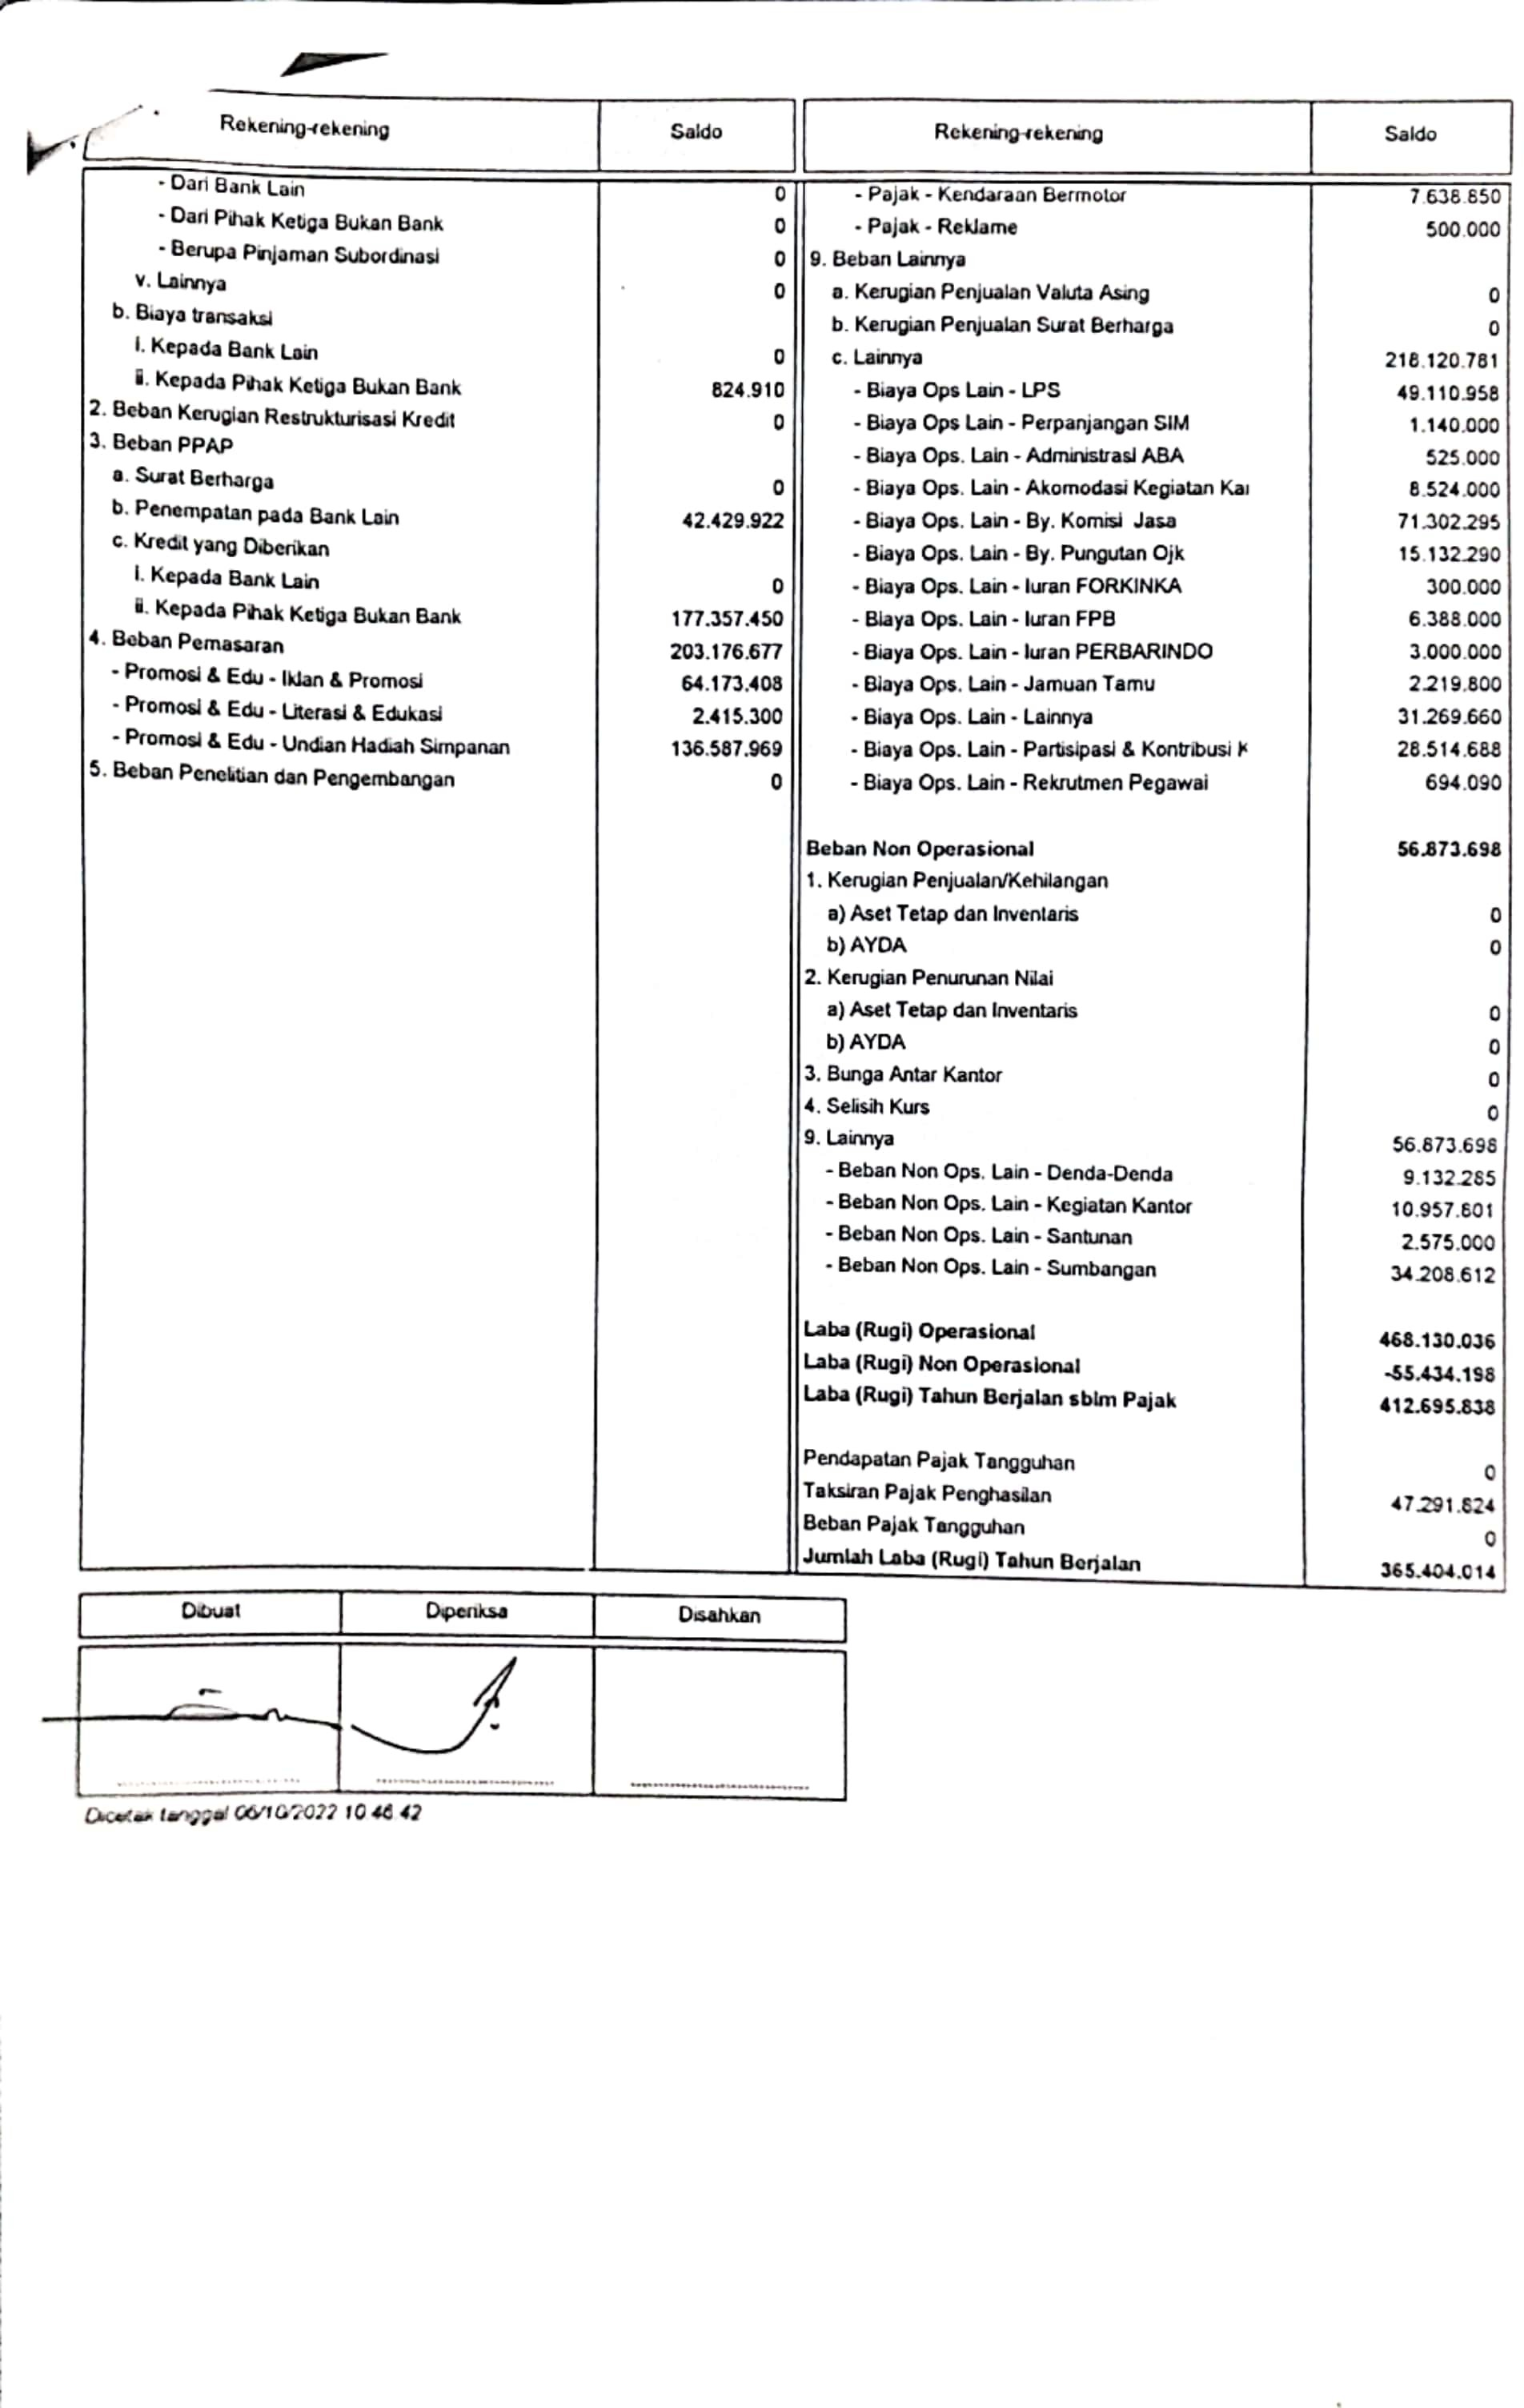 Rekening-rekening Saldo
- Dari Bank Lain 0
- Dari Pihak Ketiga Bukan Bank 0
- Berupa Pinjaman Subordinasi 0
v. Lainnya 0
b. Biaya transaksi
i. Kepada Bank Lain 0
ii. Kepada Pihak Ketiga Bukan Bank 824.910
2. Beban Kerugian Restrukturisasi Kredit 0
3. Beban PPAP
a. Surat Berharga 0
b. Penempatan pada Bank Lain 42.429.922
c. Kredit yang Diberikan
i. Kepada Bank Lain 0
ii. Kepada Pihak Ketiga Bukan Bank 177.357.450
4. Beban Pemasaran 203.176.677
- Promosi & Edu - Iklan & Promosi 64.173.408
- Promosi & Edu - Literasi & Edukasi 2.415.300
- Promosi & Edu - Undian Hadiah Simpanan 136.587.969
5. Beban Penelitian dan Pengembangan 0
Rekening-rekening Saldo
- Pajak - Kendaraan Bermotor 7.638.850
- Pajak - Reklame 500.000
9. Beban Lainnya
a. Kerugian Penjualan Valuta Asing 0
b. Kerugian Penjualan Surat Berharga 0
c. Lainnya 218.120.781
- Biaya Ops Lain - LPS 49.110.958
- Biaya Ops Lain - Perpanjangan SIM 1.140.000
- Biaya Ops. Lain - Administrasi ABA 525.000
- Biaya Ops. Lain - Akomodasi Kegiatan Kai 8.524.000
- Biaya Ops. Lain - By. Komisi Jasa 71.302.295
- Biaya Ops. Lain - By. Pungutan Ojk 15.132.290
- Biaya Ops. Lain - Iuran FORKINKA 300.000
- Biaya Ops. Lain - Iuran FPB 6.388.000
- Biaya Ops. Lain - Iuran PERBARINDO 3.000.000
- Biaya Ops. Lain - Jamuan Tamu 2.219.800
- Biaya Ops. Lain - Lainnya 31.269.660
- Biaya Ops. Lain - Partisipasi & Kontribusi K 28.514.688
- Biaya Ops. Lain - Rekrutmen Pegawai 694.090
Beban Non Operasional 56.873.698
1. Kerugian Penjualan/Kehilangan
a) Aset Tetap dan Inventaris 0
b) AYDA 0
2. Kerugian Penurunan Nilai
a) Aset Tetap dan Inventaris 0
b) AYDA 0
3. Bunga Antar Kantor 0
4. Selisih Kurs 0
9. Lainnya 56.873.698
- Beban Non Ops. Lain - Denda-Denda 9.132.285
- Beban Non Ops. Lain - Kegiatan Kantor 10.957.801
- Beban Non Ops. Lain - Santunan 2.575.000
- Beban Non Ops. Lain - Sumbangan 34.208.612
Laba (Rugi) Operasional 468.130.036
Laba (Rugi) Non Operasional -55.434.198
Laba (Rugi) Tahun Berjalan sblm Pajak 412.695.838
Pendapatan Pajak Tangguhan 0
Taksiran Pajak Penghasilan 47.291.824
Beban Pajak Tangguhan 0
Jumlah Laba (Rugi) Tahun Berjalan 365.404.014
Dibuat Diperiksa Disahkan
Dicetak tanggal 06/10/2022 10.46.42